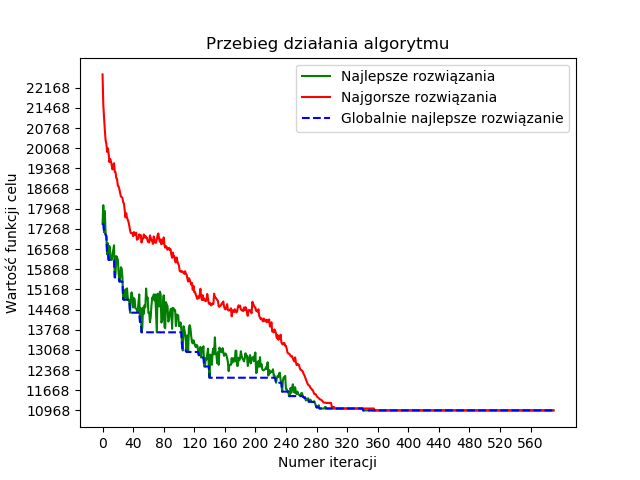 Przebieg działania algorytmu
Najlepsze rozwiązania
Najgorsze rozwiązania
Globalnie najlepsze rozwiązanie
Wartość funkcji celu
22168
21468
20768
20068
19368
18668
17968
17268
16568
15868
15168
14468
13768
13068
12368
11668
10968
0 40 80 120 160 200 240 280 320 360 400 440 480 520 560
Numer iteracji